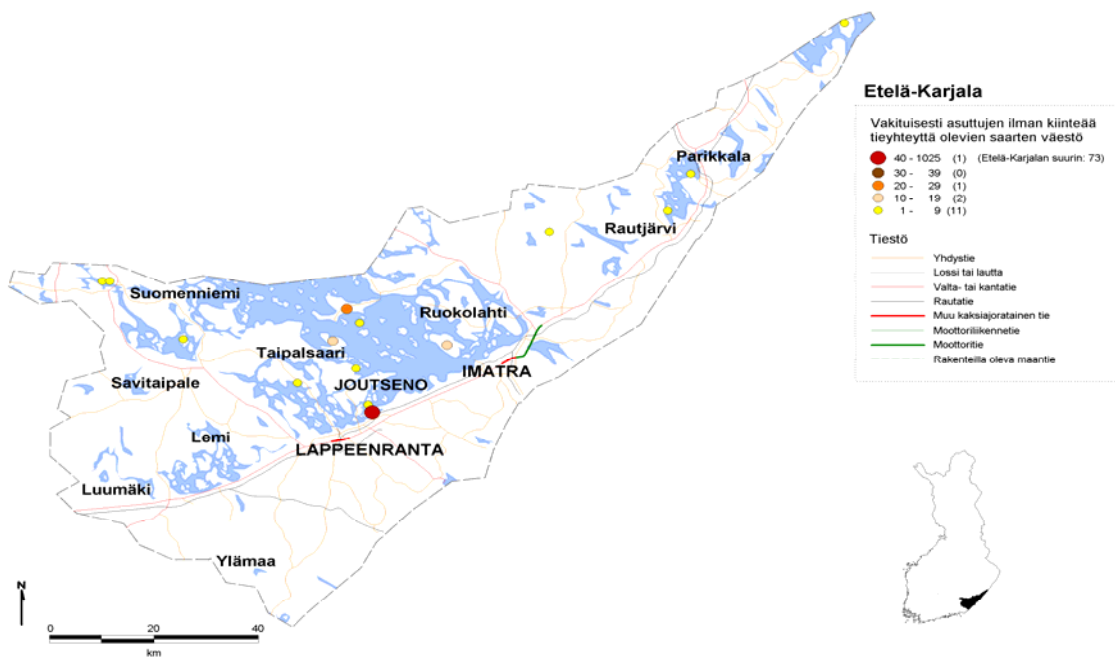 Etelä-Karjala
Vakituisesti asuttujen ilman kiinteää
tieyhteyttä olevien saarten väestö
40 - 1025 (1) (Etelä-Karjalan suurin: 73)
30 - 39 (0)
20 - 29 (1)
10 - 19 (2)
1 - 9 (11)
Tiestö
Yhdystie
Lossi tai lautta
Valta- tai kantatie
Rautatie
Muu kaksiajoratainen tie
Moottoriliikennetie
Moottoritie
Rakenteilla oleva maantie
Parikkala
Rautjärvi
Suomenniemi
Ruokolahti
Taipalsaari
IMATRA
Savitaipale
JOUTSENO
Lemi
LAPPEENRANTA
Luumäki
Ylämaa
N
0 20 40
km